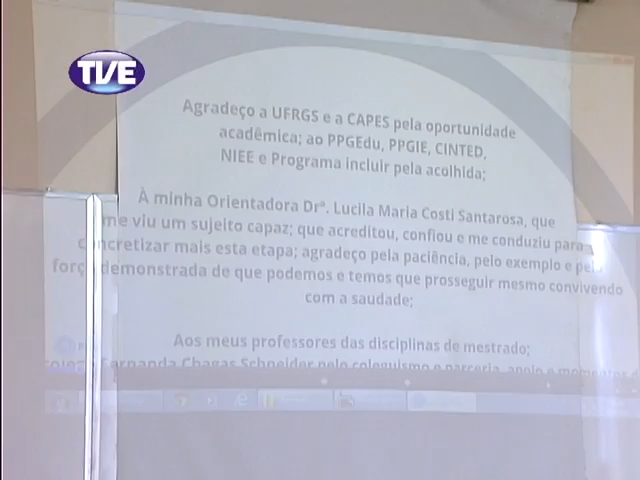 TVE
Agradeço a UFRGS e a CAPES pela oportunidade
acadêmica; ao PPGEdu, PPGIE, CINTED,
NIEE e Programa incluir pela acolhida;
À minha Orientadora Drª. Lucila Maria Costi Santarosa, que
me viu um sujeito capaz; que acreditou, confiou e me conduziu para
concretizar mais esta etapa; agradeço pela paciência, pelo exemplo e pela
força demonstrada de que podemos e temos que prosseguir mesmo convivendo
com a saudade;
Aos meus professores das disciplinas de mestrado;
Fernanda Chagas Schneider pelo coleguismo e parceria, apoio e momentos